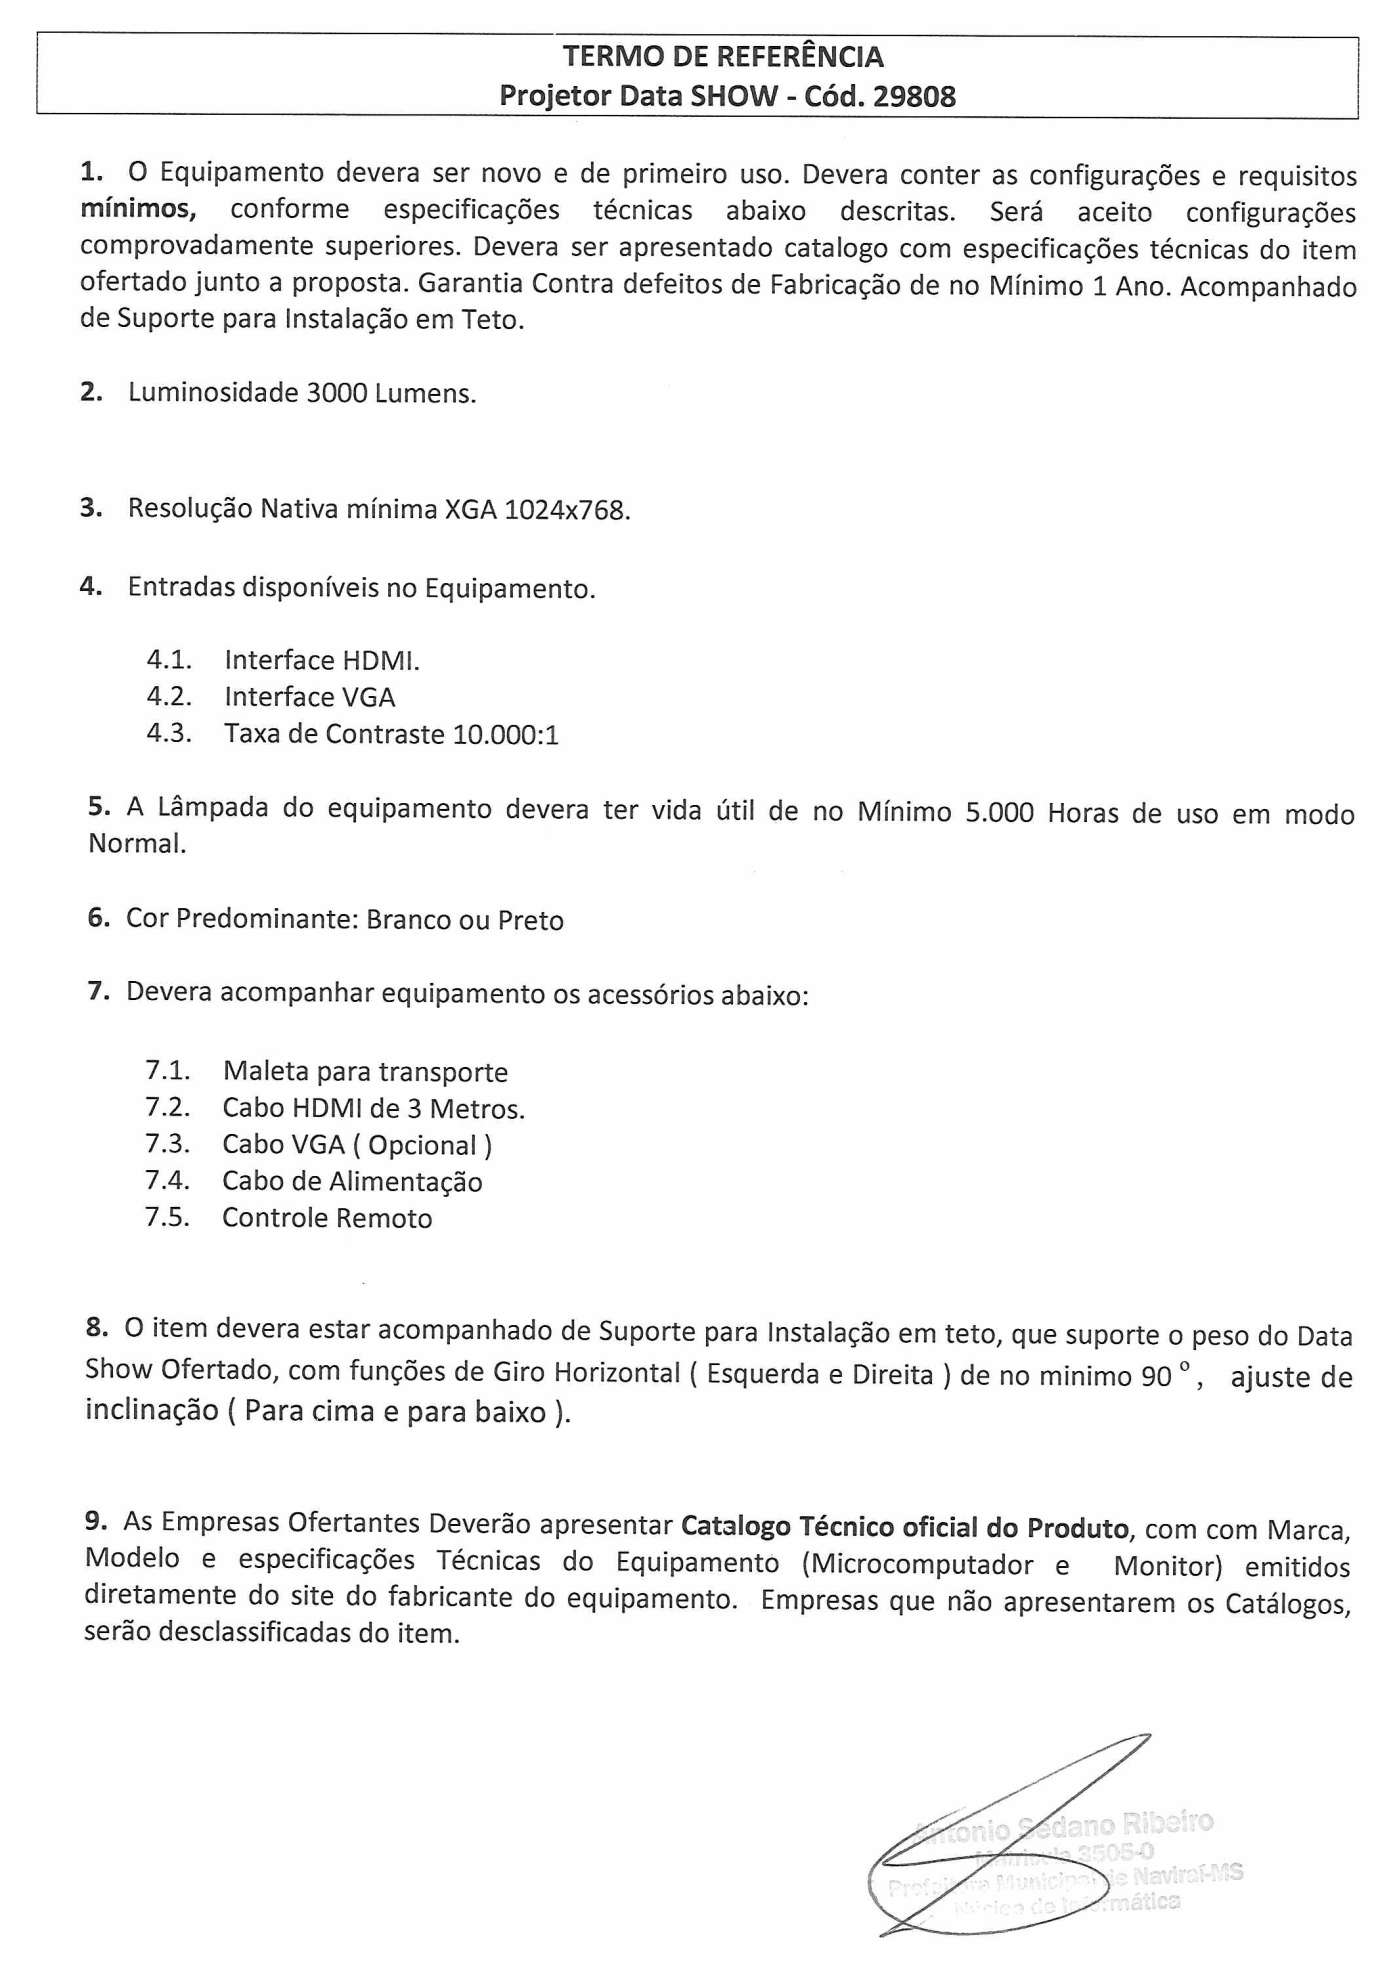 TERMO DE REFERÊNCIA
Projetor Data SHOW - Cód. 29808
1. O Equipamento devera ser novo e de primeiro uso. Devera conter as configurações e requisitos
mínimos, conforme especificações técnicas abaixo descritas. Será aceito configurações
comprovadamente superiores. Devera ser apresentado catalogo com especificações técnicas do item
ofertado junto a proposta. Garantia Contra defeitos de Fabricação de no Mínimo 1 Ano. Acompanhado
de Suporte para Instalação em Teto.
2. Luminosidade 3000 Lumens.
3. Resolução Nativa mínima XGA 1024x768.
4. Entradas disponíveis no Equipamento.
4.1. Interface HDMI.
4.2. Interface VGA
4.3. Taxa de Contraste 10.000:1
5. A Lâmpada do equipamento devera ter vida útil de no Mínimo 5.000 Horas de uso em modo
Normal.
6. Cor Predominante: Branco ou Preto
7. Devera acompanhar equipamento os acessórios abaixo:
7.1. Maleta para transporte
7.2. Cabo HDMI de 3 Metros.
7.3. Cabo VGA ( Opcional )
7.4. Cabo de Alimentação
7.5. Controle Remoto
8. O item devera estar acompanhado de Suporte para Instalação em teto, que suporte o peso do Data
Show Ofertado, com funções de Giro Horizontal ( Esquerda e Direita ) de no minimo 90 º, ajuste de
inclinação ( Para cima e para baixo ).
9. As Empresas Ofertantes Deverão apresentar Catalogo Técnico oficial do Produto, com com Marca,
Modelo e especificações Técnicas do Equipamento (Microcomputador e Monitor) emitidos
diretamente do site do fabricante do equipamento. Empresas que não apresentarem os Catálogos,
serão desclassificadas do item.
Antonio Sedano Ribeiro
Matricula 3505-0
Prefeitura Municipal de Naviraí-MS
Núcleo de Informática